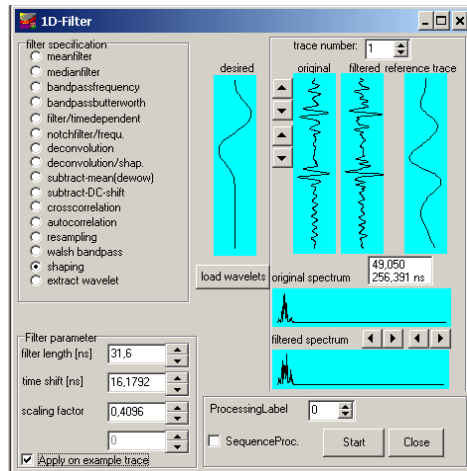 1D-Filter
filter specification
meanfilter
medianfilter
bandpassfrequency
bandpassbutterworth
filter/timedependent
notchfilter/frequ.
deconvolution
deconvolution/shap.
subtract-mean(dewow)
subtract-DC-shift
crosscorrelation
autocorrelation
resampling
walsh bandpass
shaping
extract wavelet
trace number: 1
desired
original filtered reference trace
load wavelets
original spectrum
49,050
256,391 ns
filtered spectrum
Filter parameter
filter length [ns] 31,6
time shift [ns] 16,1792
scaling factor 0,4096
0
Apply on example trace
ProcessingLabel 0
SequenceProc. Start Close